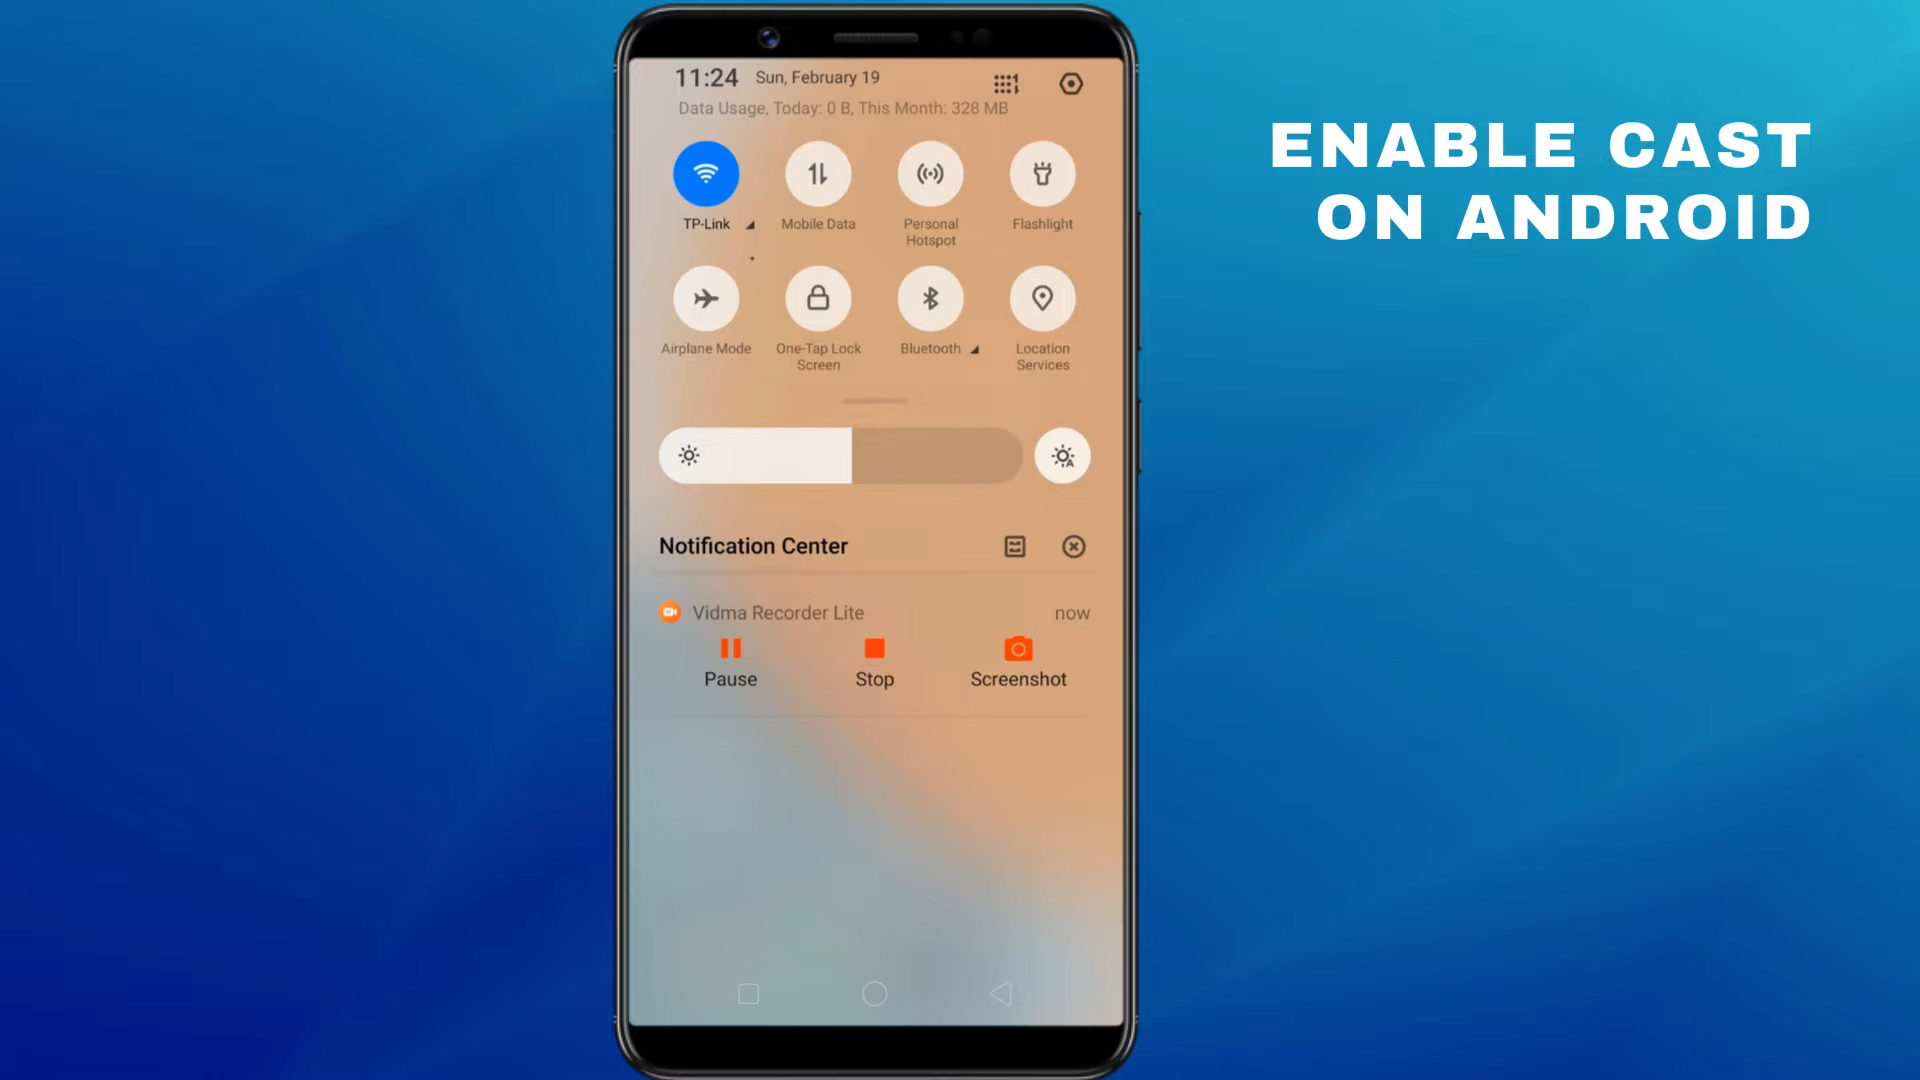 ENABLE CAST
ON ANDROID
11:24 Sun, February 19
Data Usage, Today: 0 B, This Month: 328 MB
TP-Link
Mobile Data
Personal
Hotspot
Flashlight
Airplane Mode
One-Tap Lock
Screen
Bluetooth
Location
Services
A
Notification Center
Vidma Recorder Lite now
Pause
Stop
Screenshot